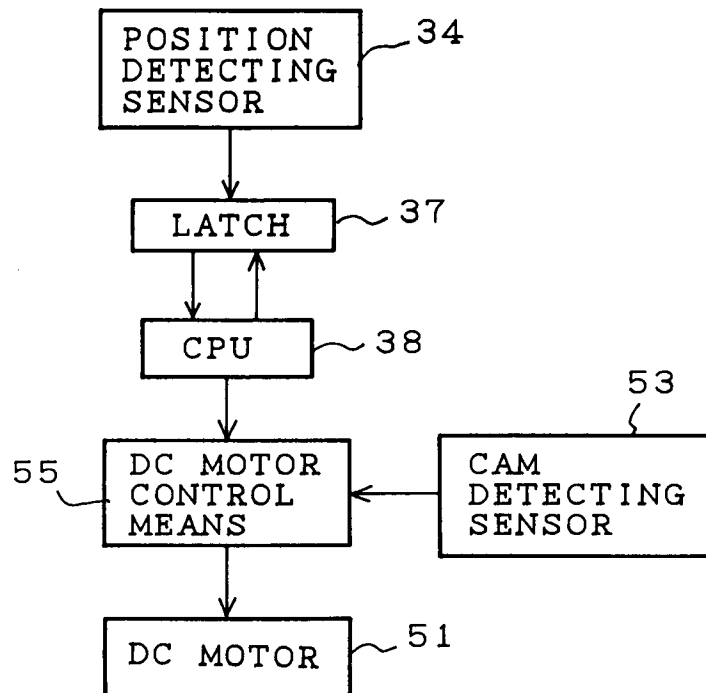 POSITION
DETECTING
SENSOR
34
LATCH
37
CPU
38
53
55
DC MOTOR
CONTROL
MEANS
CAM
DETECTING
SENSOR
DC MOTOR
51